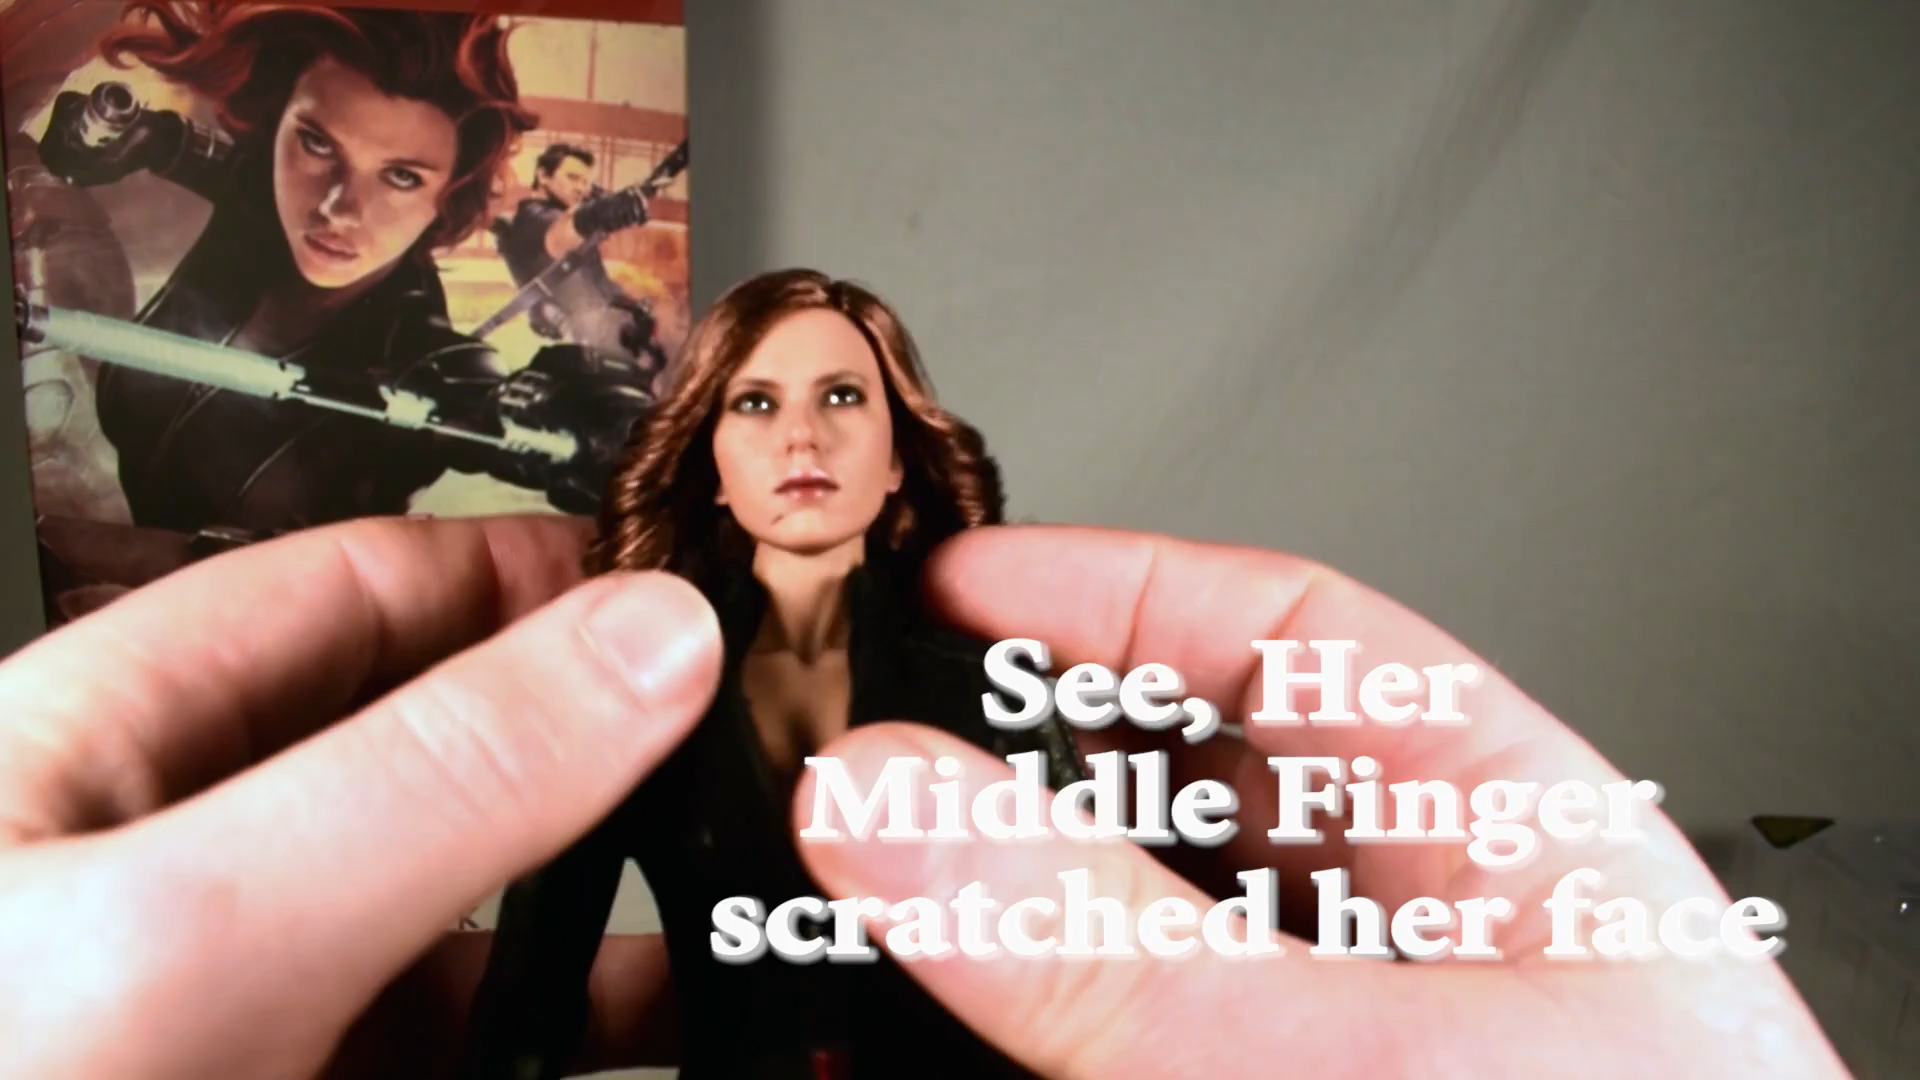 See, Her
Middle Finger
scratched her face